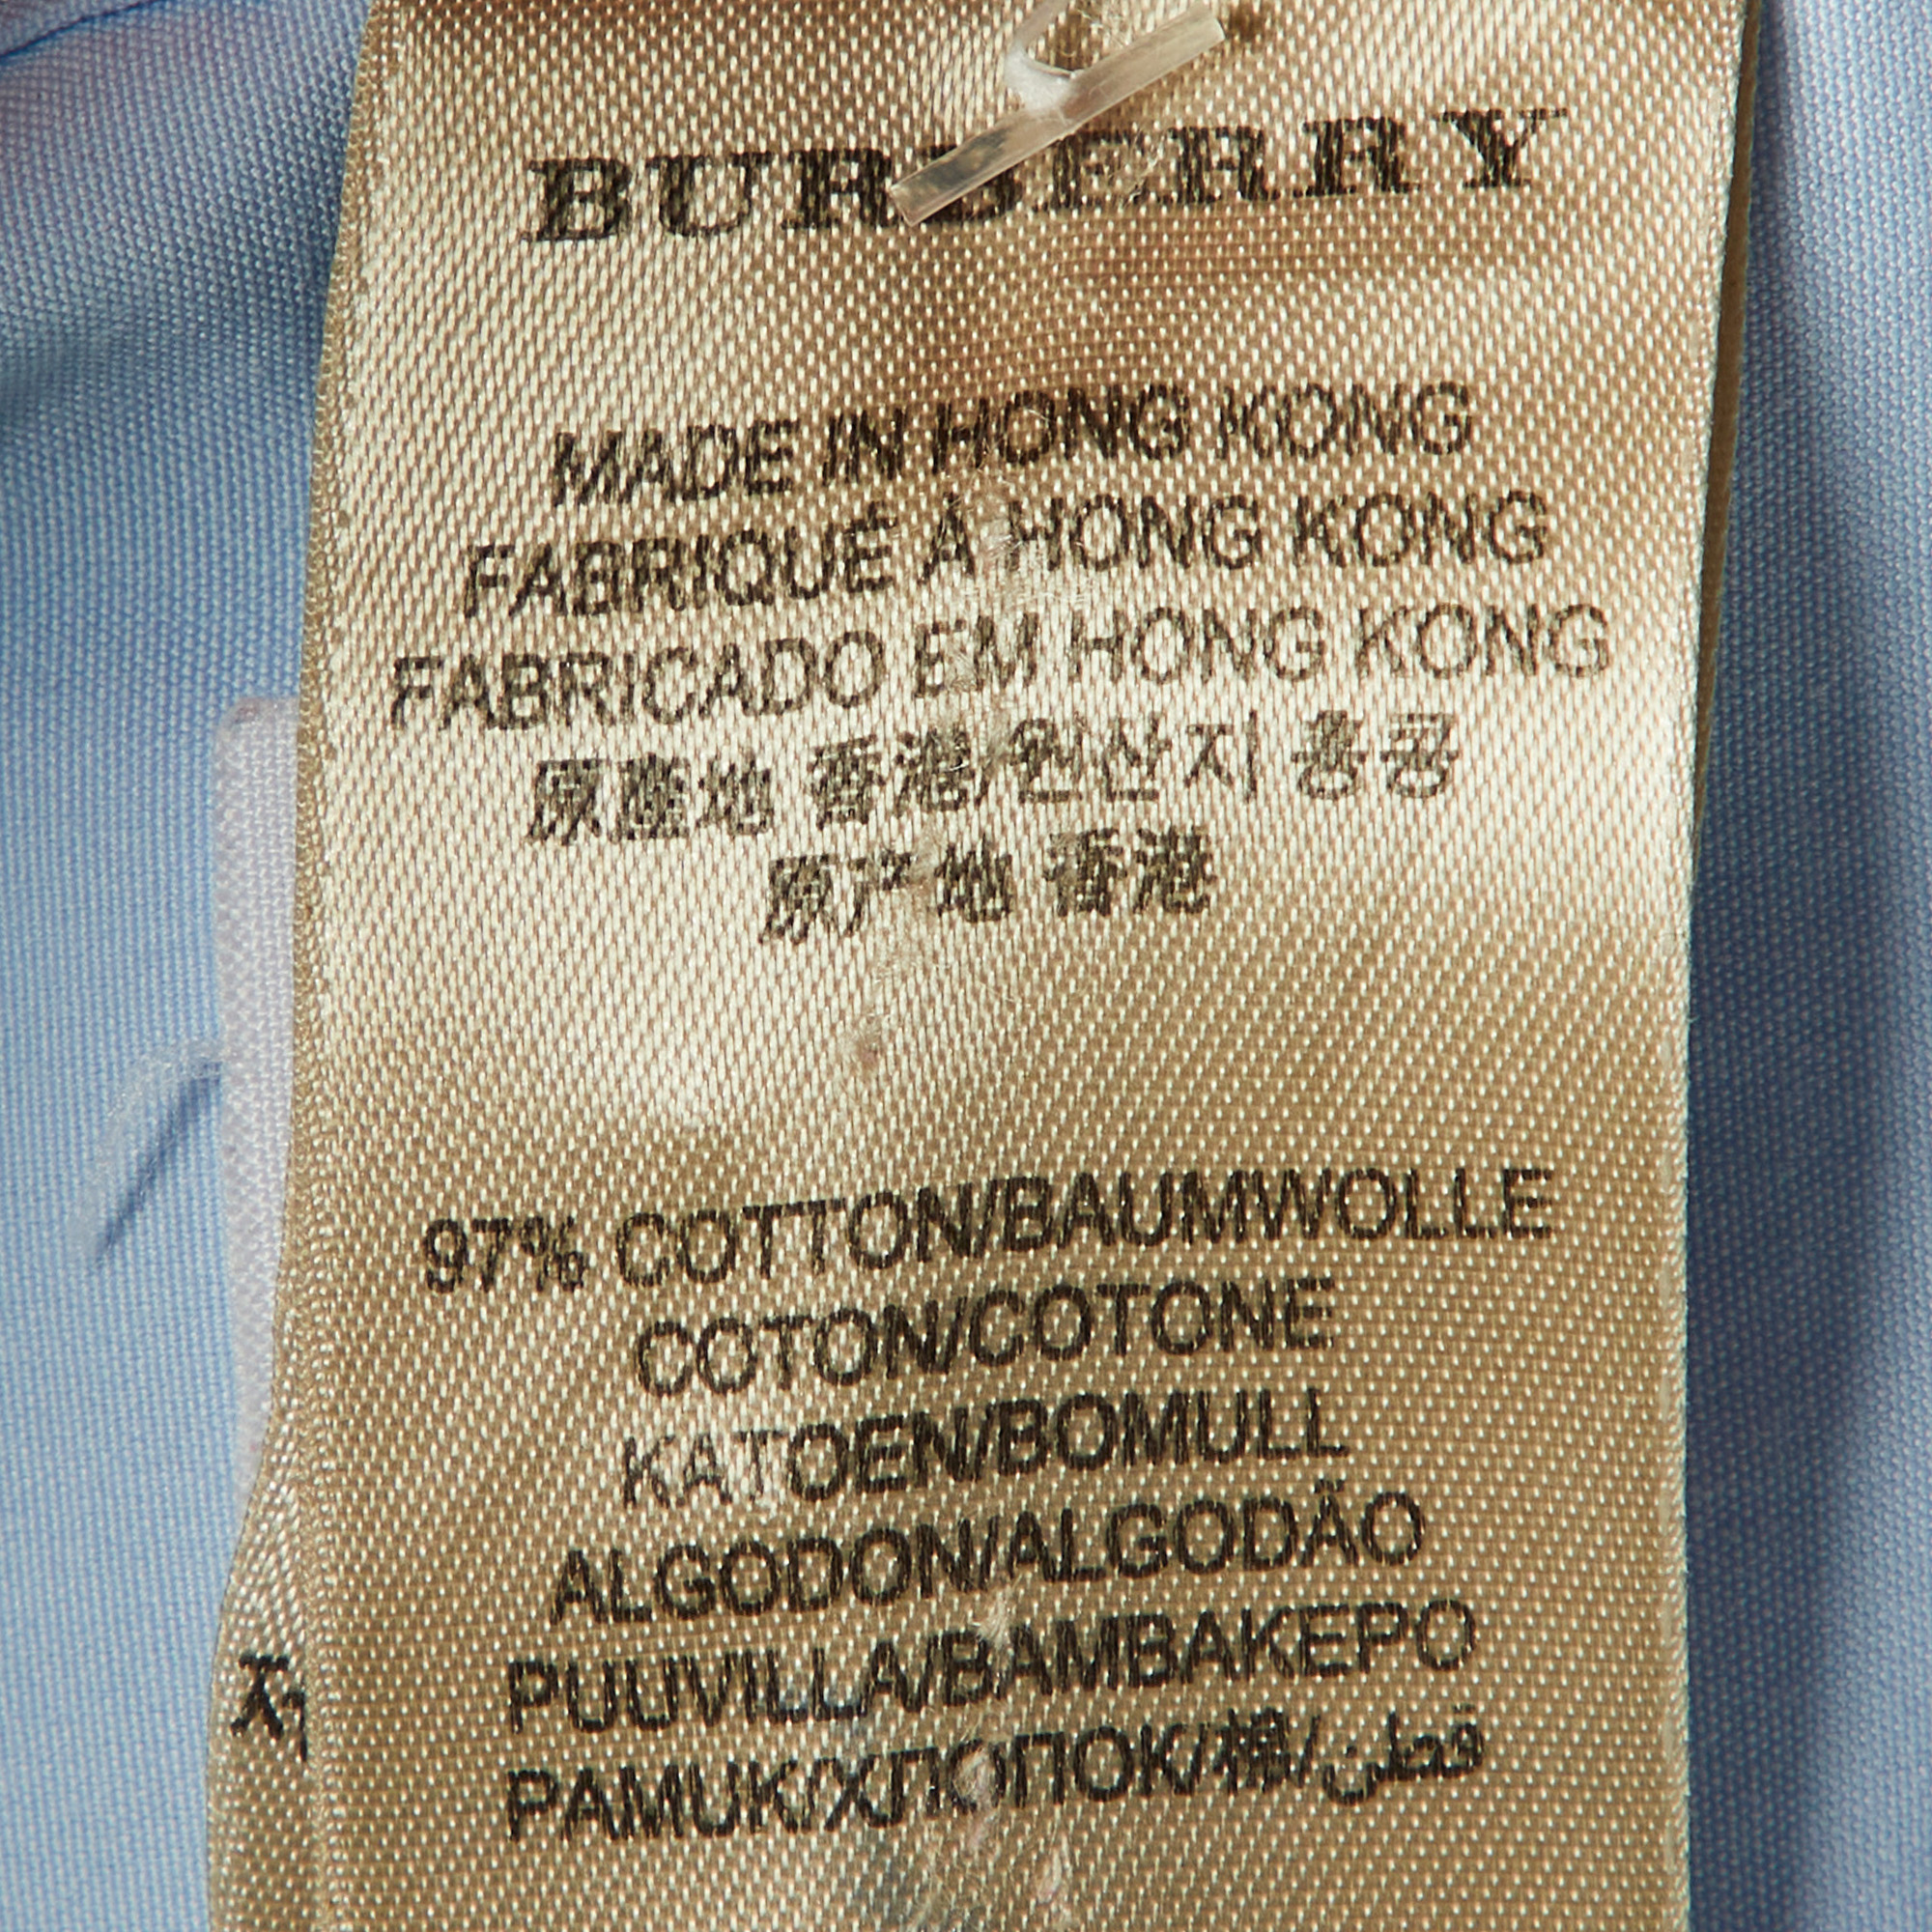 BURBERRY
MADE IN HONG KONG
FABRIQUÉ À HONG KONG
FABRICADO EM HONG KONG
原產地 香港/원산지 홍콩
原产地 香港
97% COTTON/BAUMWOLLE
COTON/COTONE
KATOEN/BOMULL
ALGODON/ALGODÃO
PUUVILLA/BAMBAKEPO
PAMUK/ХЛОПОК/棉/قطن